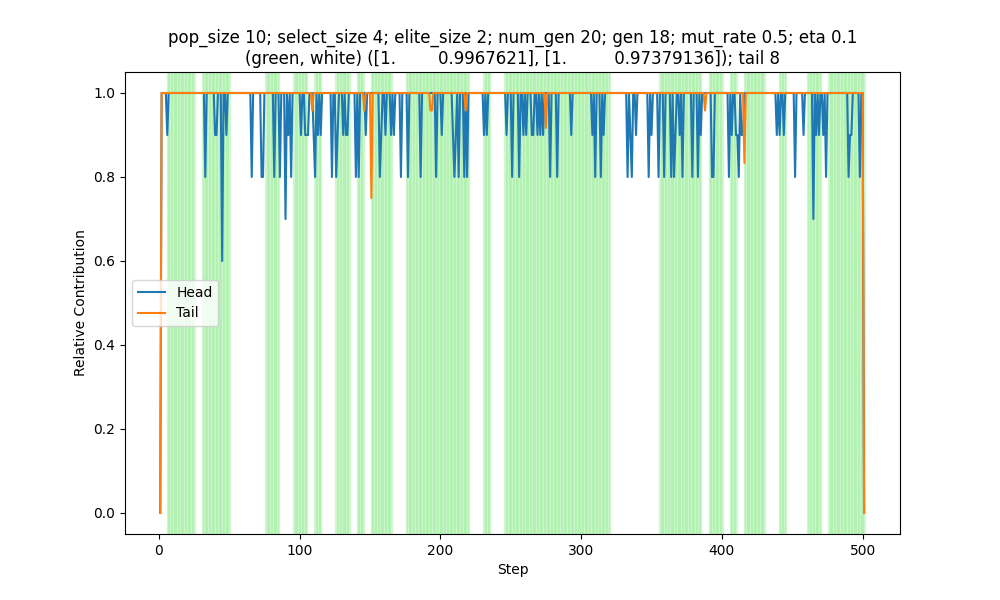 pop_size 10; select_size 4; elite_size 2; num_gen 20; gen 18; mut_rate 0.5; eta 0.1
(green, white) ([1. 0.9967621], [1. 0.97379136]); tail 8
1.0
0.8
0.6
0.4
0.2
0.0
Relative Contribution
Head
Tail
0
100
200
300
400
500
Step